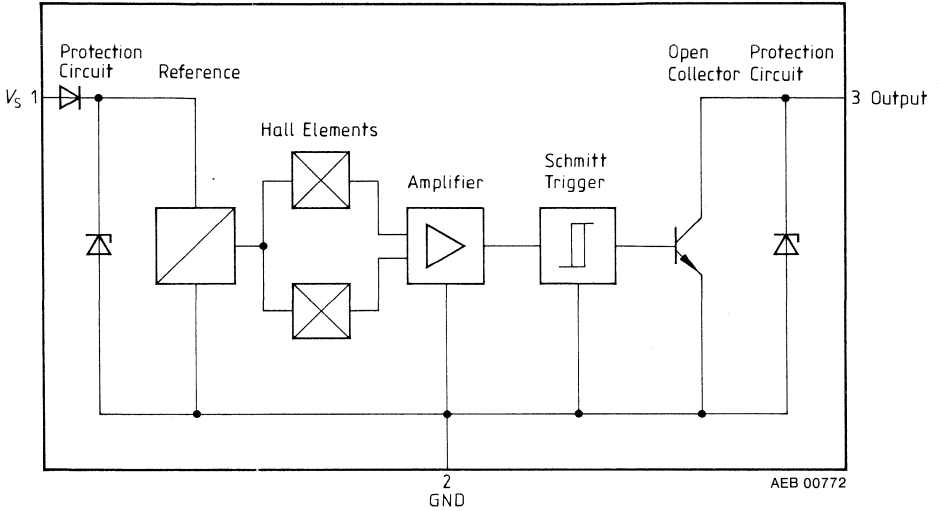 Protection
Circuit
Reference
Open
Collector
Protection
Circuit
Vs 1
3 Output
Hall Elements
Amplifier
Schmitt
Trigger
2
GND
AEB 00772